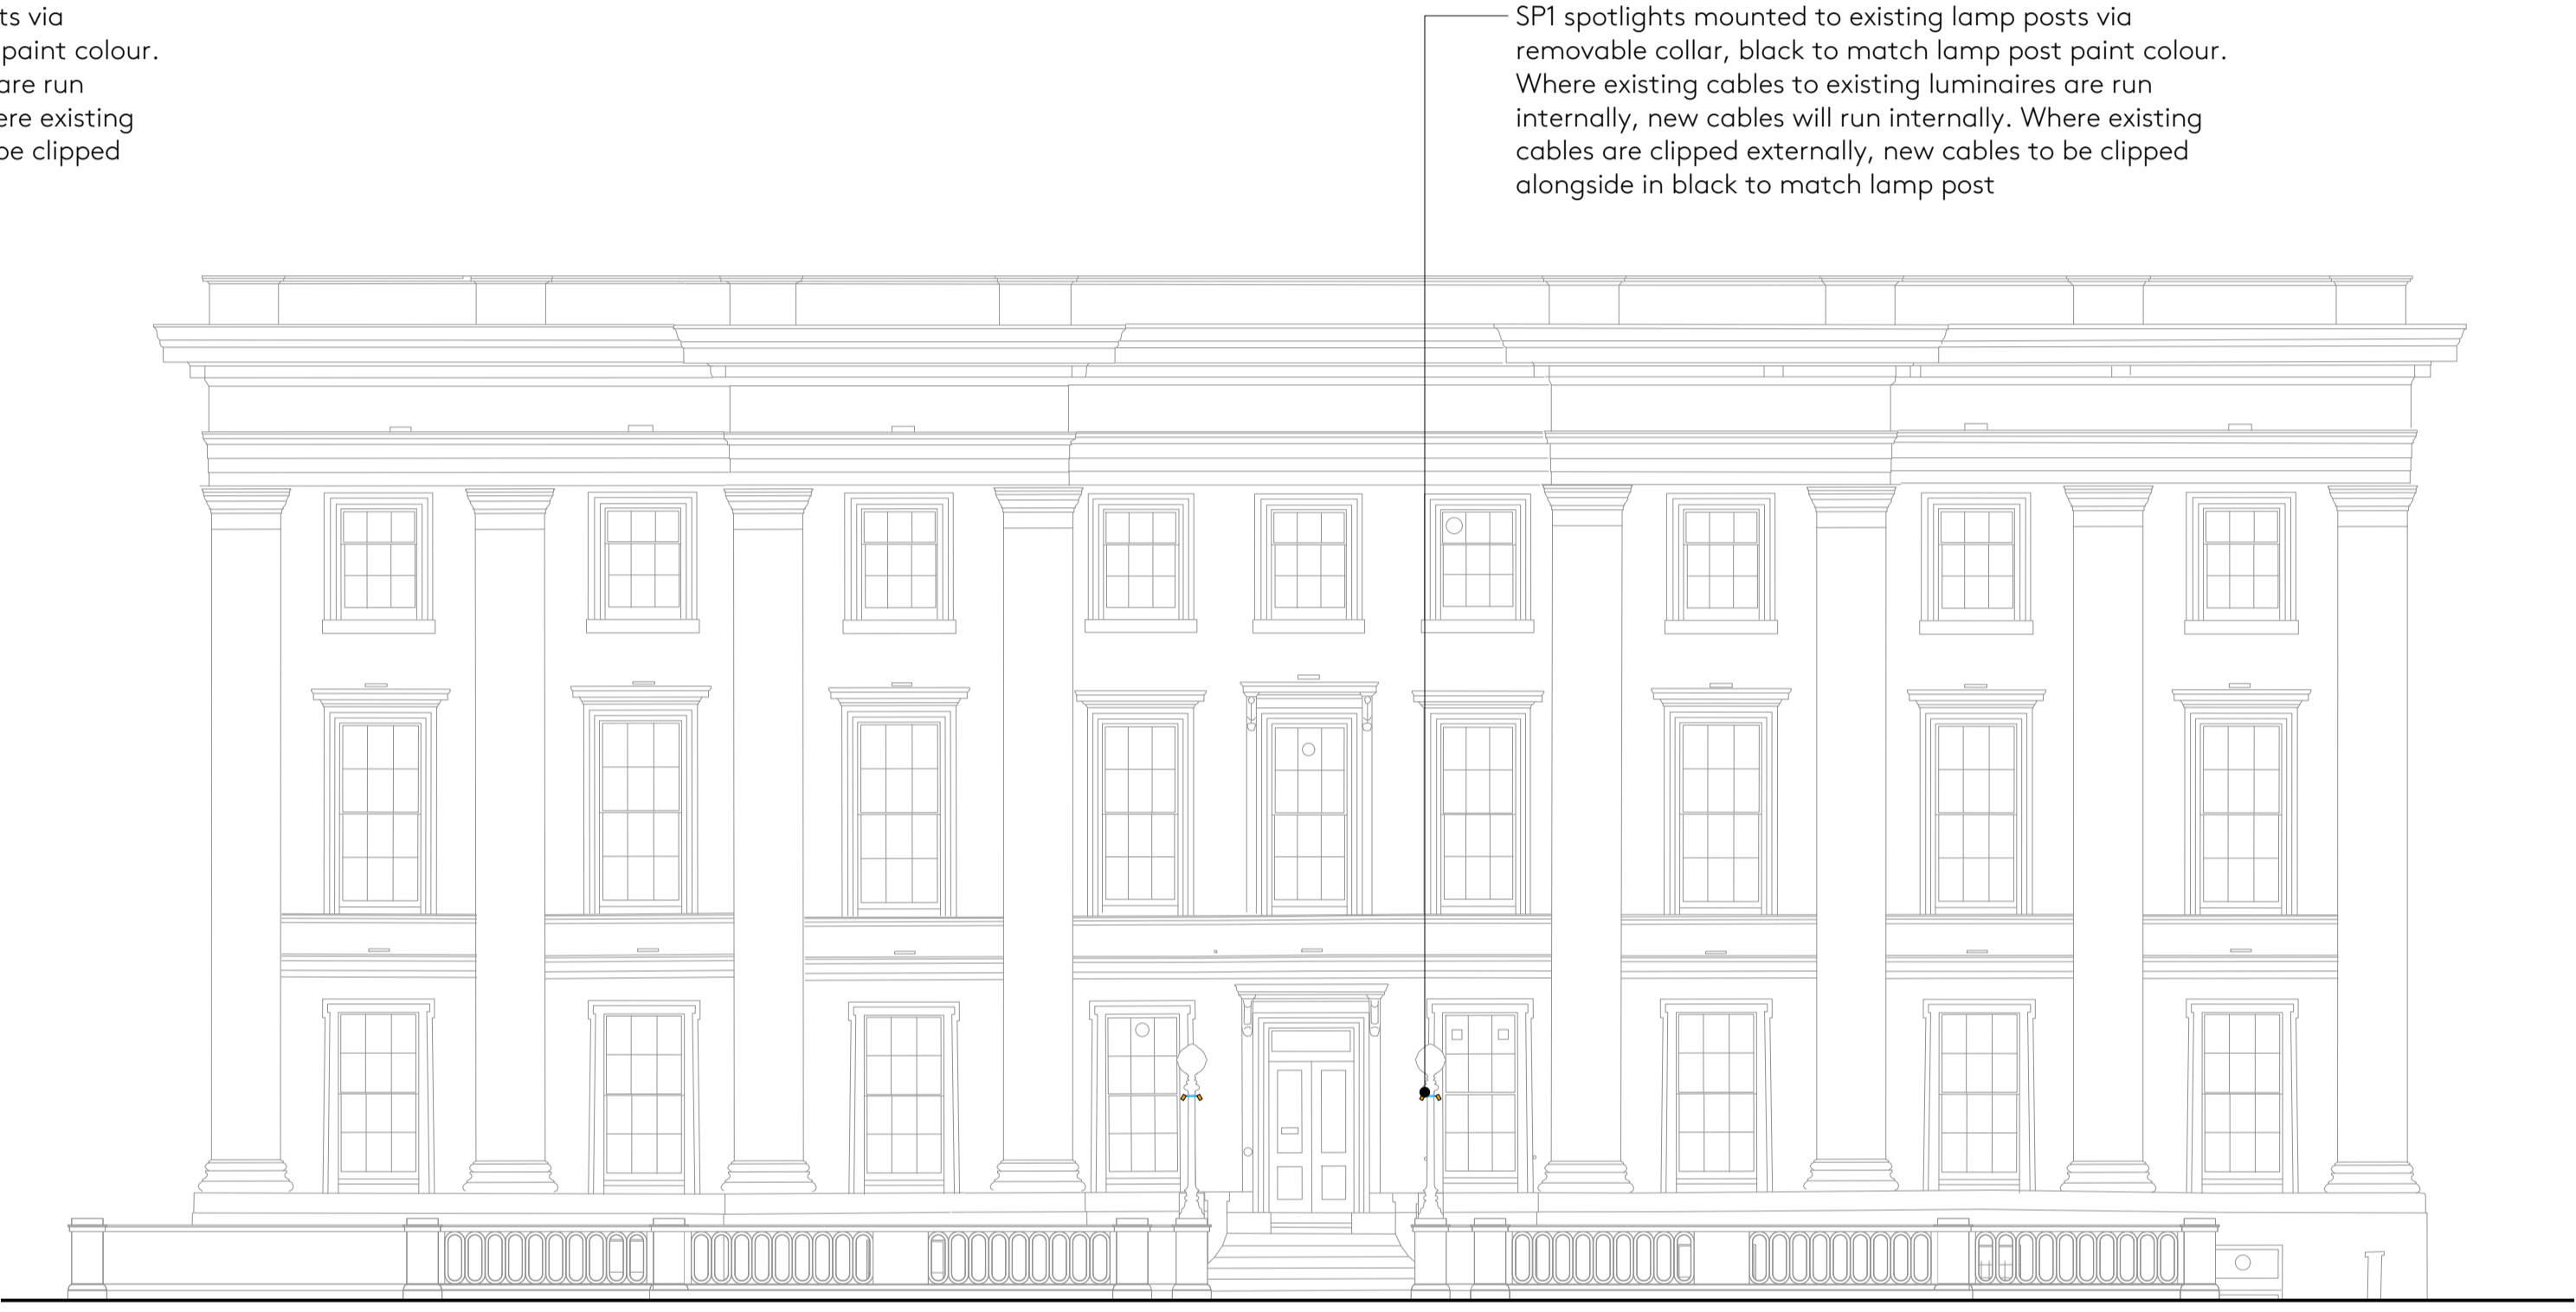 ts via
paint colour.
are run
ere existing
be clipped
SP1 spotlights mounted to existing lamp posts via
removable collar, black to match lamp post paint colour.
Where existing cables to existing luminaires are run
internally, new cables will run internally. Where existing
cables are clipped externally, new cables to be clipped
alongside in black to match lamp post